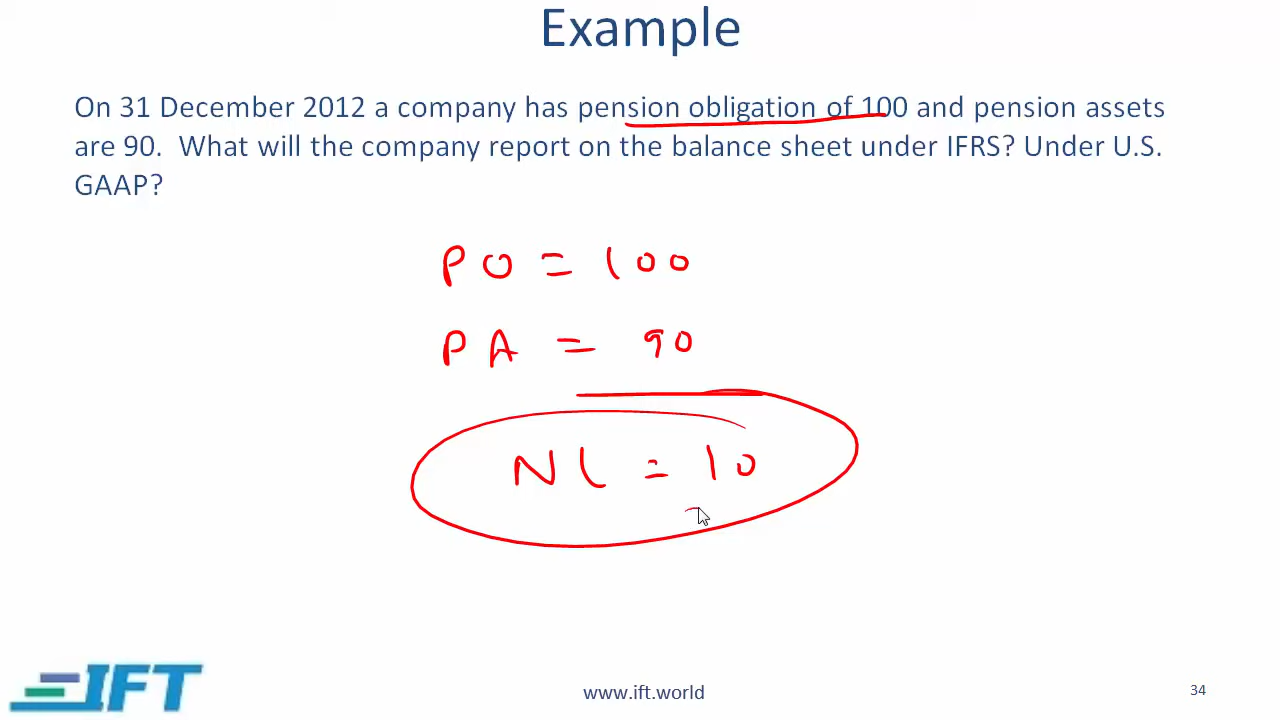 Example
On 31 December 2012 a company has pension obligation of 100 and pension assets
are 90.  What will the company report on the balance sheet under IFRS? Under U.S.
GAAP?
PO = 100
PA = 90
NL = 10
IFT
www.ift.world
34